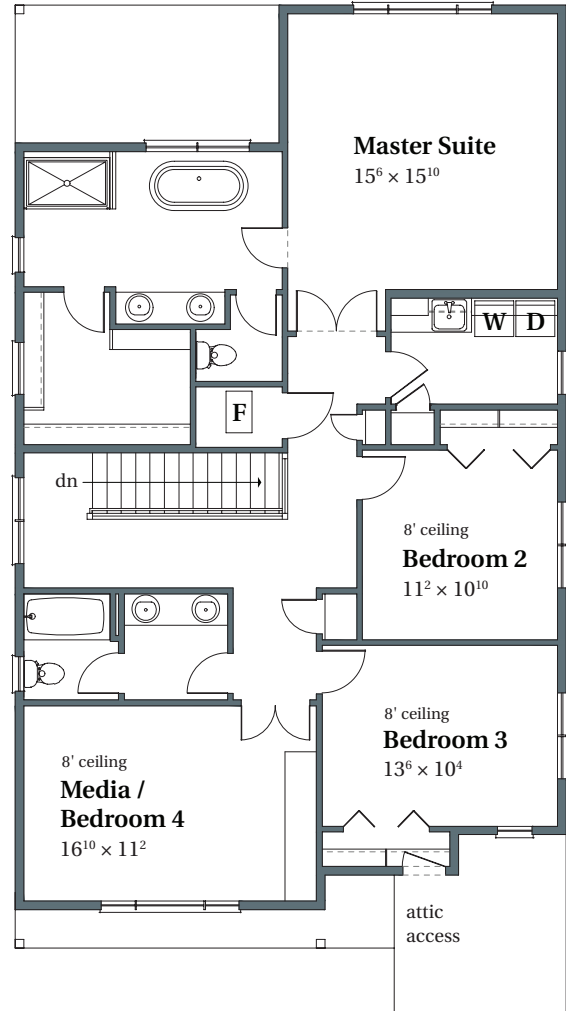 Master Suite
15⁶ × 15¹⁰
W D
F
dn
8' ceiling
Bedroom 2
11² × 10¹⁰
8' ceiling
Bedroom 3
13⁶ × 10⁴
8' ceiling
Media /
Bedroom 4
16¹⁰ × 11²
attic
access